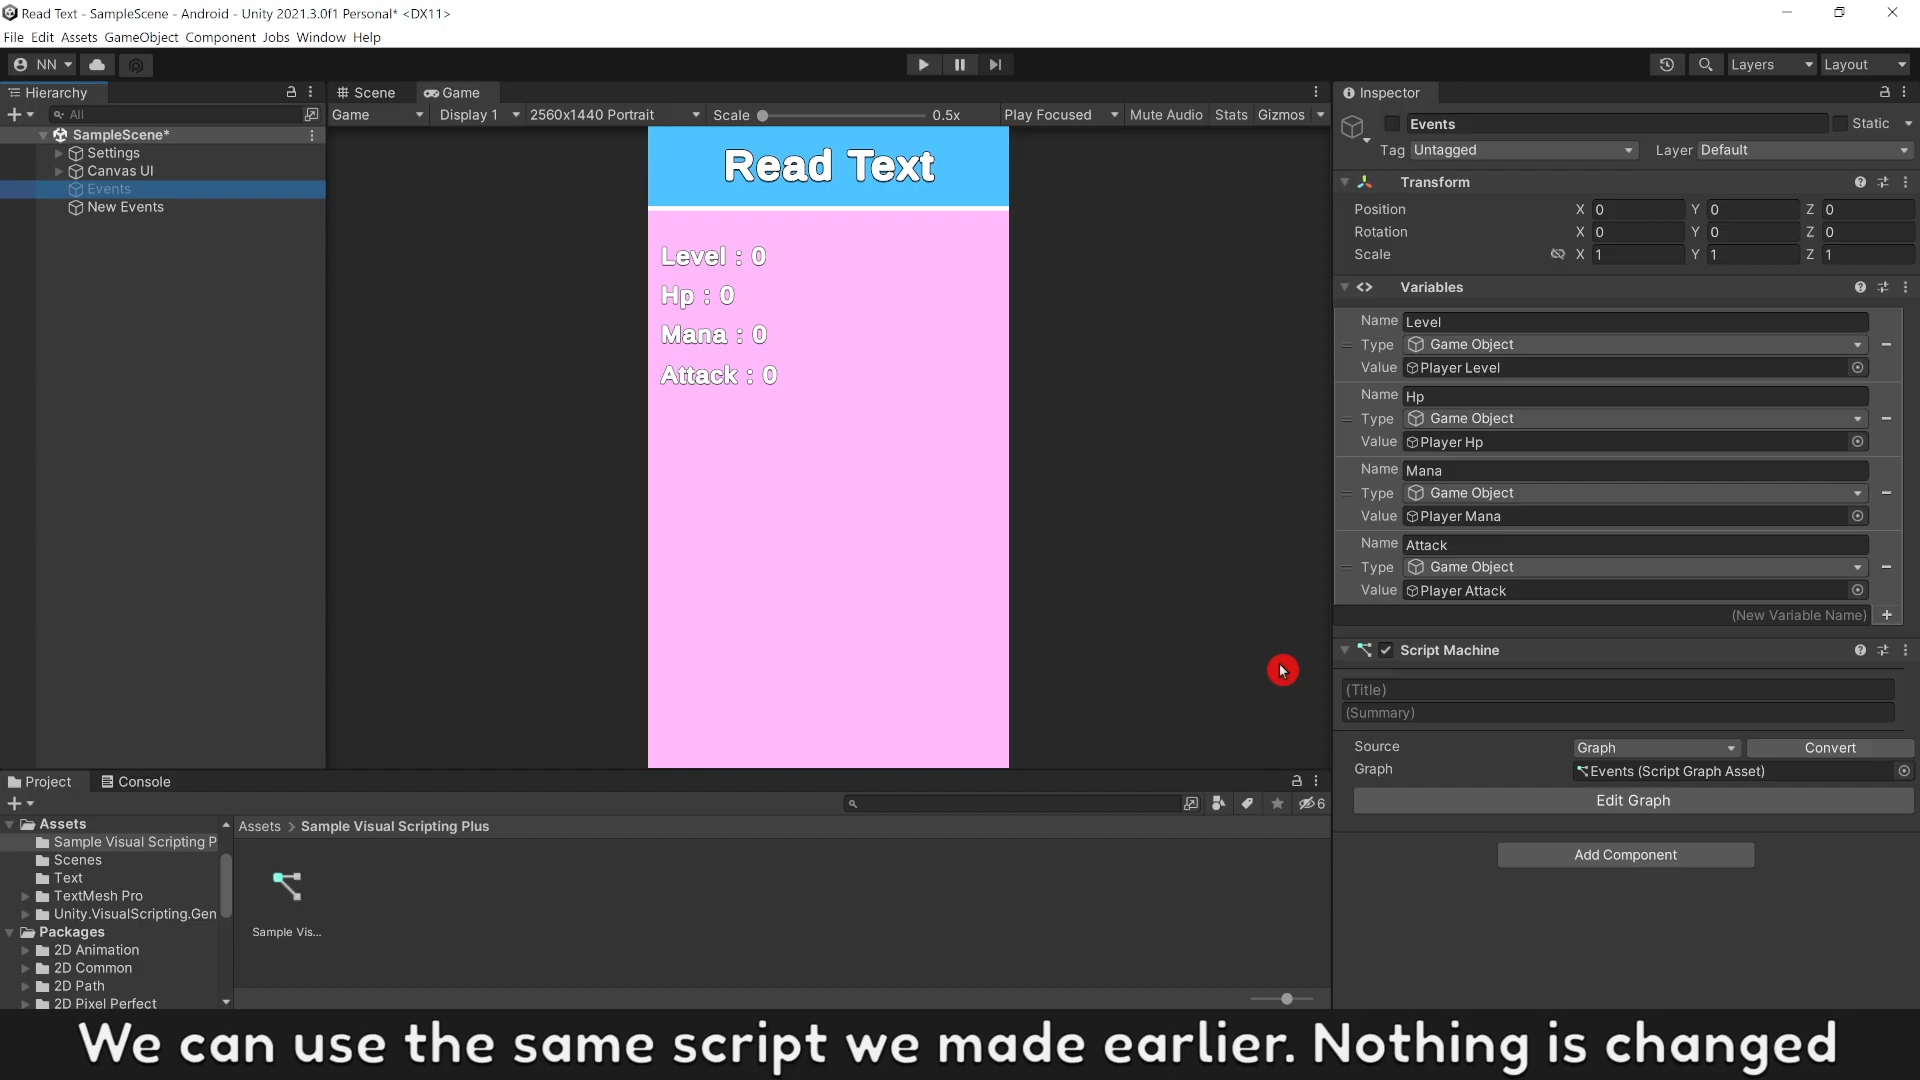 Read Text - SampleScene - Android - Unity 2021.3.0f1 Personal* <DX11>
File Edit Assets GameObject Component Jobs Window Help
NN
Layers
Layout
Hierarchy
All
SampleScene*
Settings
Canvas UI
Events
New Events
Scene
Game
Game
Display 1
2560x1440 Portrait
Scale
0.5x
Play Focused
Mute Audio
Stats
Gizmos
Read Text
Level : 0
Hp : 0
Mana : 0
Attack : 0
Inspector
Events
Static
Tag
Untagged
Layer
Default
Transform
Position X 0 Y 0 Z 0
Rotation X 0 Y 0 Z 0
Scale X 1 Y 1 Z 1
Variables
Name Level
Type Game Object
Value Player Level
Name Hp
Type Game Object
Value Player Hp
Name Mana
Type Game Object
Value Player Mana
Name Attack
Type Game Object
Value Player Attack
(New Variable Name)
Script Machine
(Title)
(Summary)
Source Graph Convert
Graph Events (Script Graph Asset)
Edit Graph
Add Component
Project
Console
6
Assets
Sample Visual Scripting P
Scenes
Text
TextMesh Pro
Unity.VisualScripting.Gen
Packages
2D Animation
2D Common
2D Path
2D Pixel Perfect
Assets > Sample Visual Scripting Plus
Sample Vis...
We can use the same script we made earlier. Nothing is changed